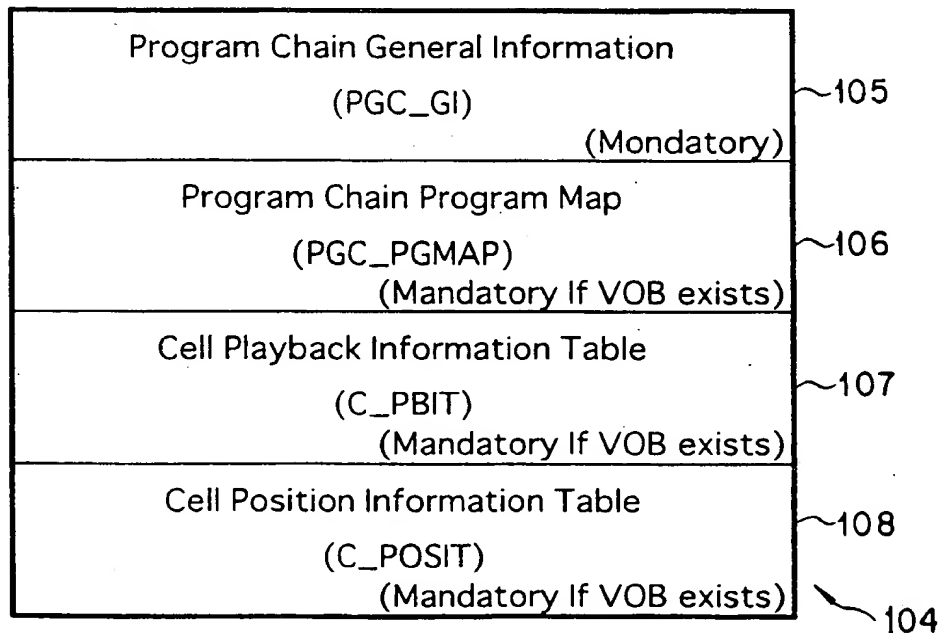 Program Chain General Information
(PGC_GI)
(Mondatory)
105
Program Chain Program Map
(PGC_PGMAP)
(Mandatory If VOB exists)
106
Cell Playback Information Table
(C_PBIT)
(Mandatory If VOB exists)
107
Cell Position Information Table
(C_POSIT)
(Mandatory If VOB exists)
108
104